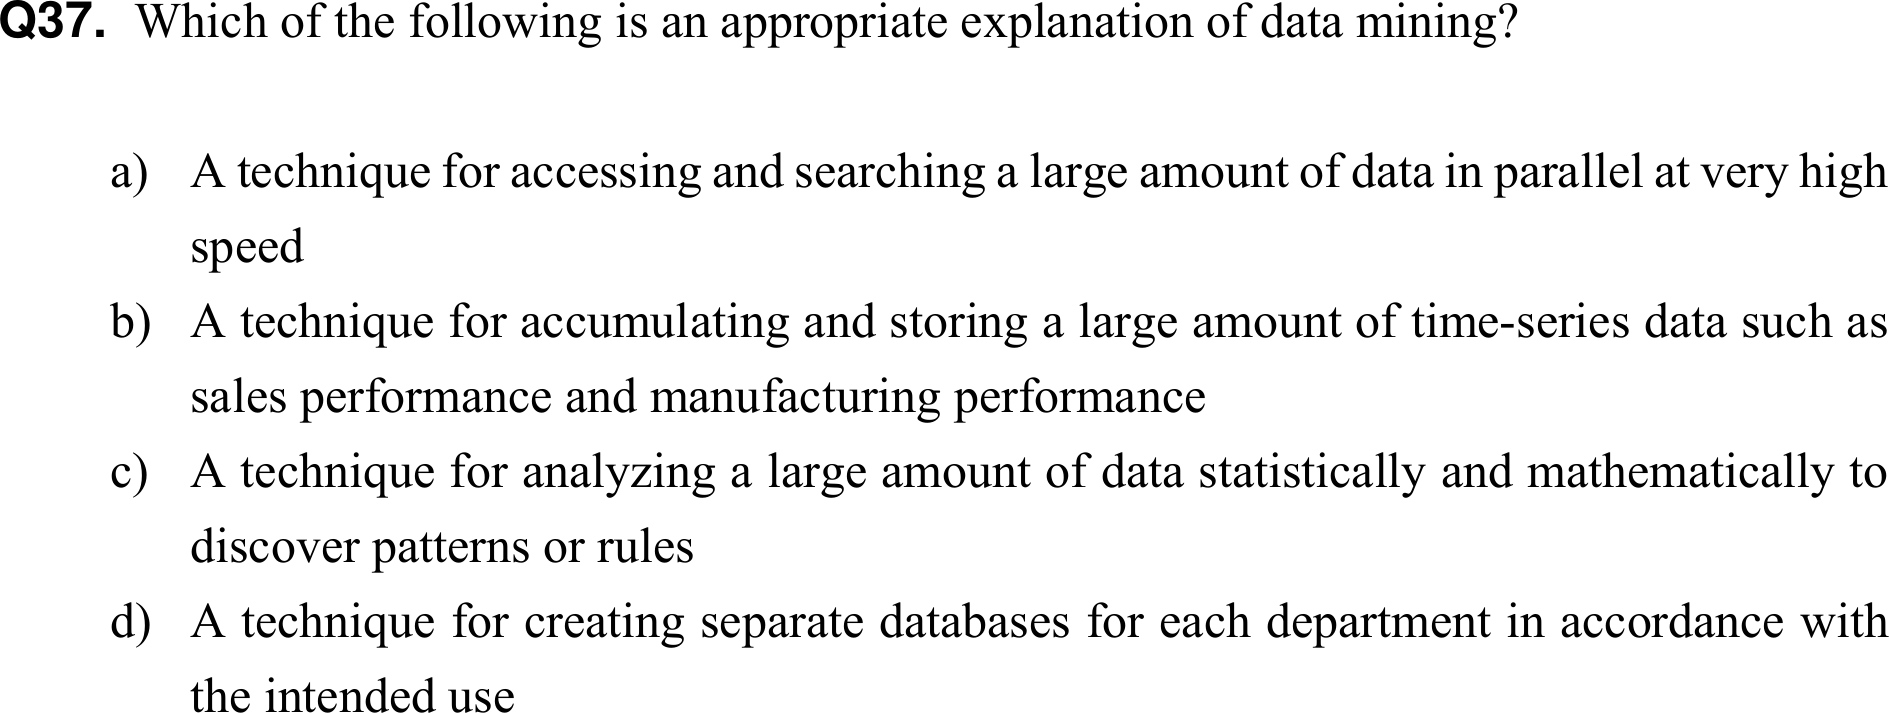 Q37. Which of the following is an appropriate explanation of data mining?
a) A technique for accessing and searching a large amount of data in parallel at very high
speed
b) A technique for accumulating and storing a large amount of time-series data such as
sales performance and manufacturing performance
c) A technique for analyzing a large amount of data statistically and mathematically to
discover patterns or rules
d) A technique for creating separate databases for each department in accordance with
the intended use